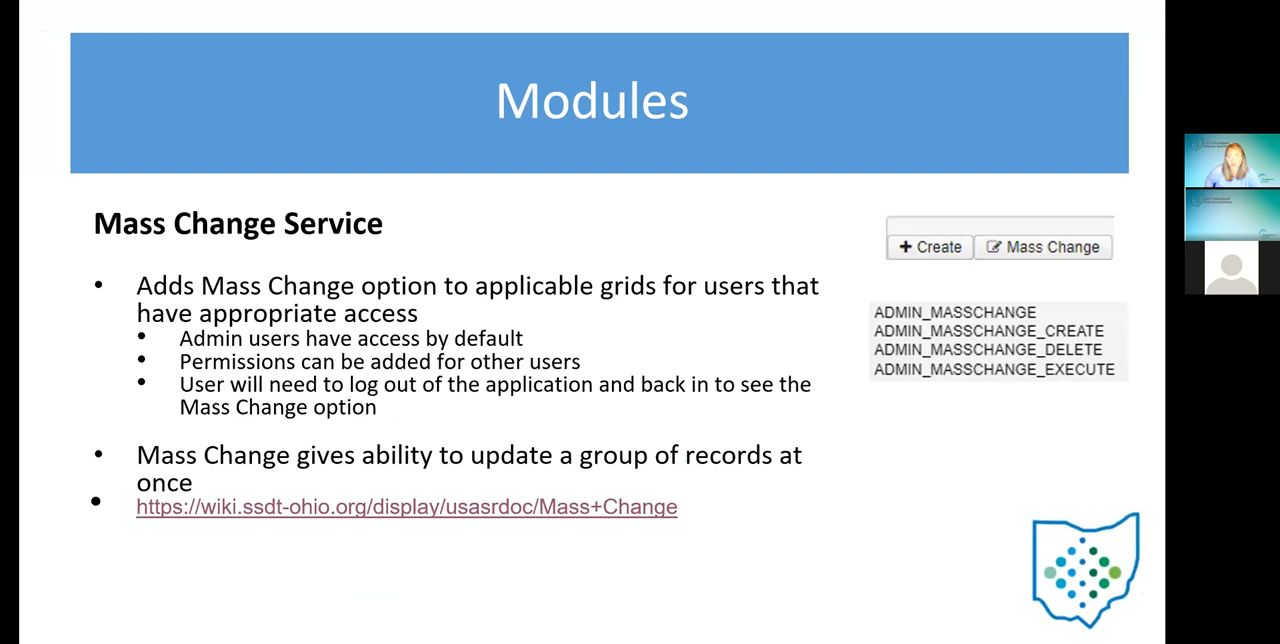 Modules
Mass Change Service
• Adds Mass Change option to applicable grids for users that
have appropriate access
• Admin users have access by default
• Permissions can be added for other users
• User will need to log out of the application and back in to see the
Mass Change option
• Mass Change gives ability to update a group of records at
once
• https://wiki.ssdt-ohio.org/display/usasrdoc/Mass+Change
+ Create Mass Change
ADMIN_MASSCHANGE
ADMIN_MASSCHANGE_CREATE
ADMIN_MASSCHANGE_DELETE
ADMIN_MASSCHANGE_EXECUTE